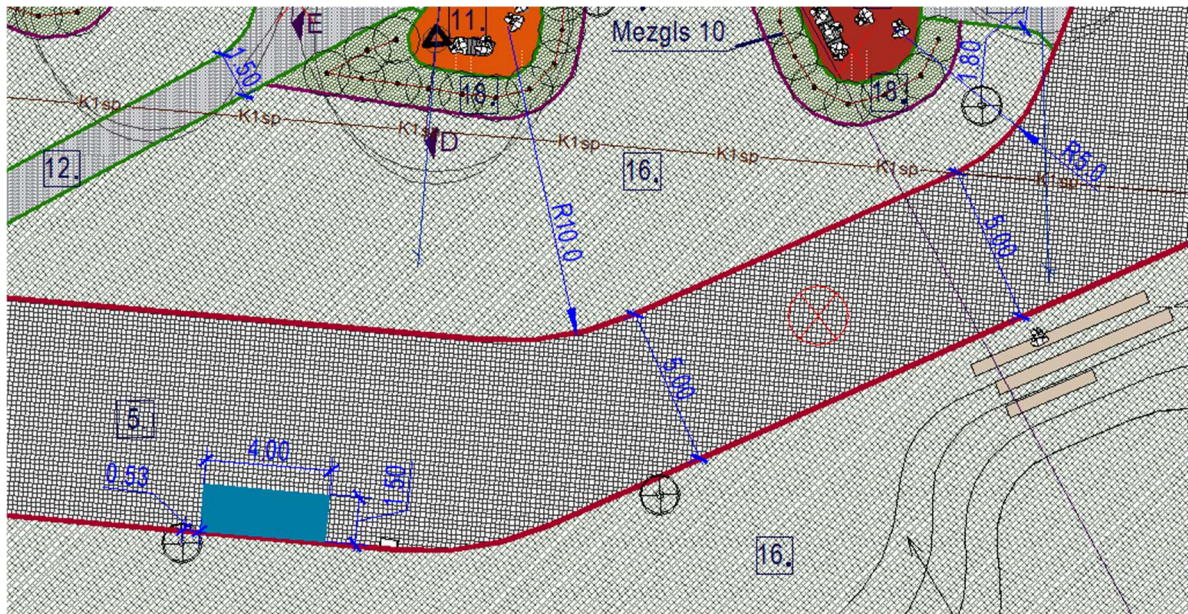 E
11.
Mezgls 10
1.50
18.
18.
1.80
K1sp
K1sp
K1sp
K1sp
K1sp
K1sp
D
12.
16.
R5.0
R10.0
5.00
5.00
5.
4.00
0.53
1.50
16.